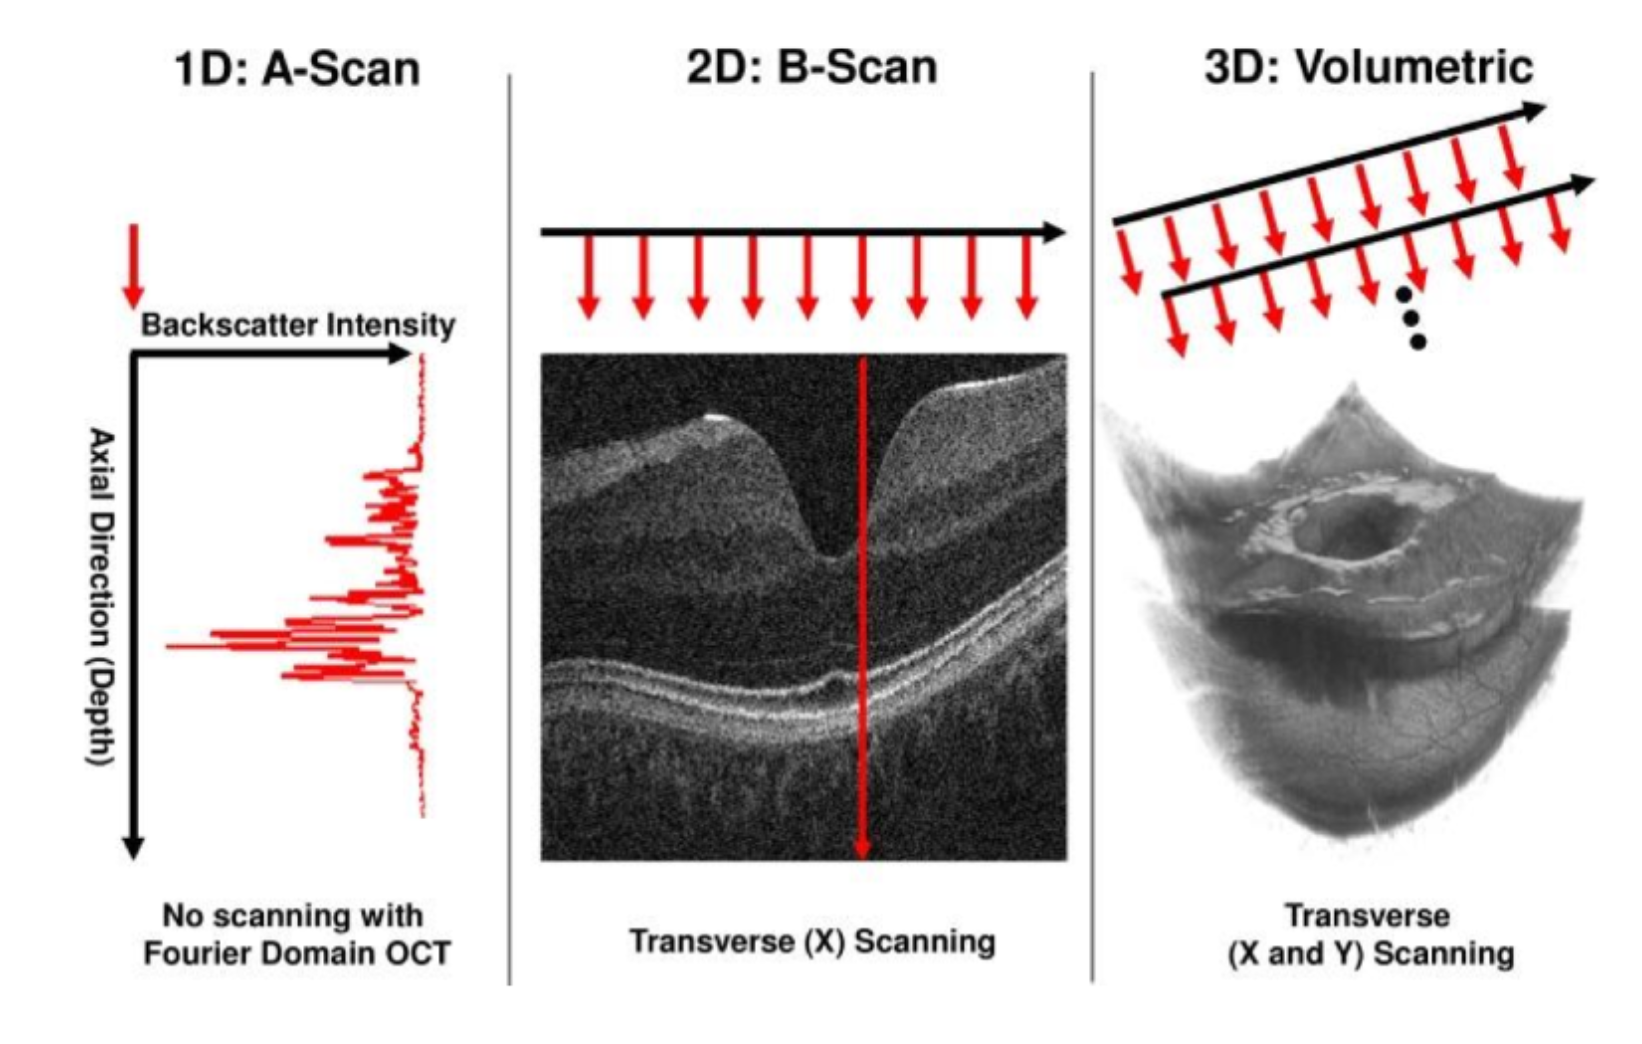 1D: A-Scan
Backscatter Intensity
Axial Direction (Depth)
No scanning with
Fourier Domain OCT
2D: B-Scan
Transverse (X) Scanning
3D: Volumetric
Transverse
(X and Y) Scanning